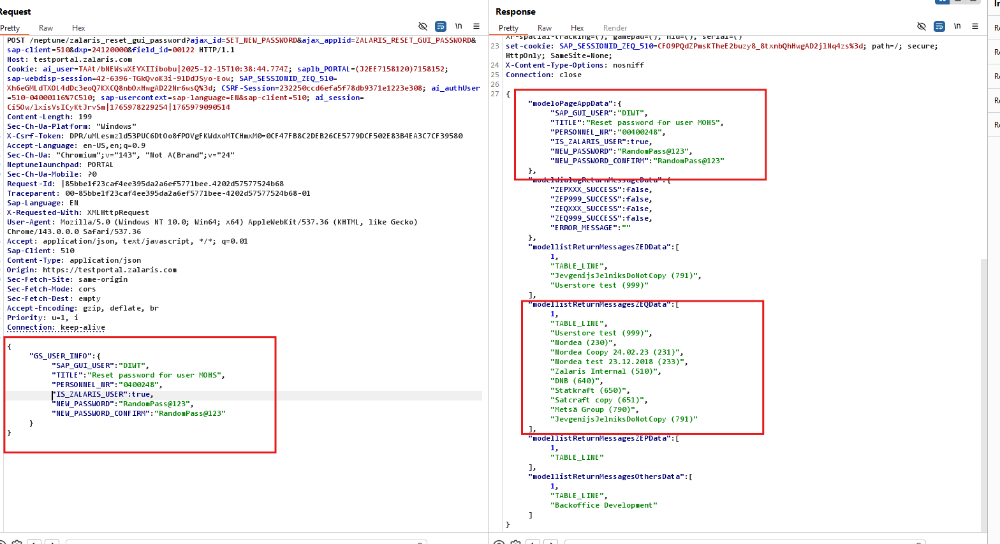 Request
Pretty Raw Hex
\n
POST /neptune/zalaris_reset_gui_password?ajax_id=SET_NEW_PASSWORD&ajax_applid=ZALARIS_RESET_GUI_PASSWORD&
sap-client=510&dxp=24120000&field_id=00122 HTTP/1.1
Host: testportal.zalaris.com
Cookie: ai_user=TAAt/bNEWswXEYXIIibobu|2025-12-15T10:38:44.774Z; saplb_PORTAL=(J2EE7158120)7158152;
sap-webdisp-session=42-6396-TGkQvoK3i-91DdJSyo-Eow; SAP_SESSIONID_ZEQ_510=
Xh6eGMLdTXOL4dDc3eoQ7KXCQ8nbOxHwgAD22Nr6wsQ%3d; CSRF-Session=232250ccd6efa5f78db9371e1223e308; ai_authUser
=510-04000116%7C510; sap-usercontext=sap-language=EN&sap-client=510; ai_session=
Ci5Ow/lxisVsICyKtJrvSm|1765978229254|1765979090514
Content-Length: 199
Sec-Ch-Ua-Platform: "Windows"
X-Csrf-Token: DPR/uMLesmzld53PUC6DtOo8fPOVgFKWdxoMTCHmxM0=0CF47FB8C2DEB26CE5779DCF502E83B4EA3C7CF39580
Accept-Language: en-US,en;q=0.9
Sec-Ch-Ua: "Chromium";v="143", "Not A(Brand";v="24"
Neptunelaunchpad: PORTAL
Sec-Ch-Ua-Mobile: ?0
Request-Id: |85bbe1f23caf4ee395da2a6ef5771bee.4202d57577524b68
Traceparent: 00-85bbe1f23caf4ee395da2a6ef5771bee-4202d57577524b68-01
Sap-Language: EN
X-Requested-With: XMLHttpRequest
User-Agent: Mozilla/5.0 (Windows NT 10.0; Win64; x64) AppleWebKit/537.36 (KHTML, like Gecko)
Chrome/143.0.0.0 Safari/537.36
Accept: application/json, text/javascript, */*; q=0.01
Sap-Client: 510
Content-Type: application/json
Origin: https://testportal.zalaris.com
Sec-Fetch-Site: same-origin
Sec-Fetch-Mode: cors
Sec-Fetch-Dest: empty
Accept-Encoding: gzip, deflate, br
Priority: u=1, i
Connection: keep-alive
{
"GS_USER_INFO":{
"SAP_GUI_USER":"DIWT",
"TITLE":"Reset password for user MOHS",
"PERSONNEL_NR":"0400248",
"IS_ZALARIS_USER":true,
"NEW_PASSWORD":"RandomPass@123",
"NEW_PASSWORD_CONFIRM":"RandomPass@123"
}
}
Response
Pretty Raw Hex Render
\n
xr-spatial-tracking=(), gamepad=(), hid=(), serial=()
23 set-cookie: SAP_SESSIONID_ZEQ_510=CFO9PQdZPmsKTheE2buzy8_8txnbQhHwgAD2jlNq4zs%3d; path=/; secure;
HttpOnly; SameSite=None;
24 X-Content-Type-Options: nosniff
25 Connection: close
26
27 {
"modeloPageAppData":{
"SAP_GUI_USER":"DIWT",
"TITLE":"Reset password for user MOHS",
"PERSONNEL_NR":"00400248",
"IS_ZALARIS_USER":true,
"NEW_PASSWORD":"RandomPass@123",
"NEW_PASSWORD_CONFIRM":"RandomPass@123"
},
"modeldialogReturnMessageData":{
"ZEPXXX_SUCCESS":false,
"ZEP999_SUCCESS":false,
"ZEQXXX_SUCCESS":false,
"ZEQ999_SUCCESS":false,
"ERROR_MESSAGE":""
},
"modellistReturnMessagesZEDData":[
1,
"TABLE_LINE",
"JevgenijsJelniksDoNotCopy (791)",
"Userstore test (999)"
],
"modellistReturnMessagesZEQData":[
1,
"TABLE_LINE",
"Userstore test (999)",
"Nordea (230)",
"Nordea Coopy 24.02.23 (231)",
"Nordea test 23.12.2018 (233)",
"Zalaris Internal (510)",
"DNB (640)",
"Statkraft (650)",
"Satcraft copy (651)",
"Metsä Group (790)",
"JevgenijsJelniksDoNotCopy (791)"
],
"modellistReturnMessagesZEPData":[
1,
"TABLE_LINE"
],
"modellistReturnMessagesOthersData":[
1,
"TABLE_LINE",
"Backoffice Development"
]
}